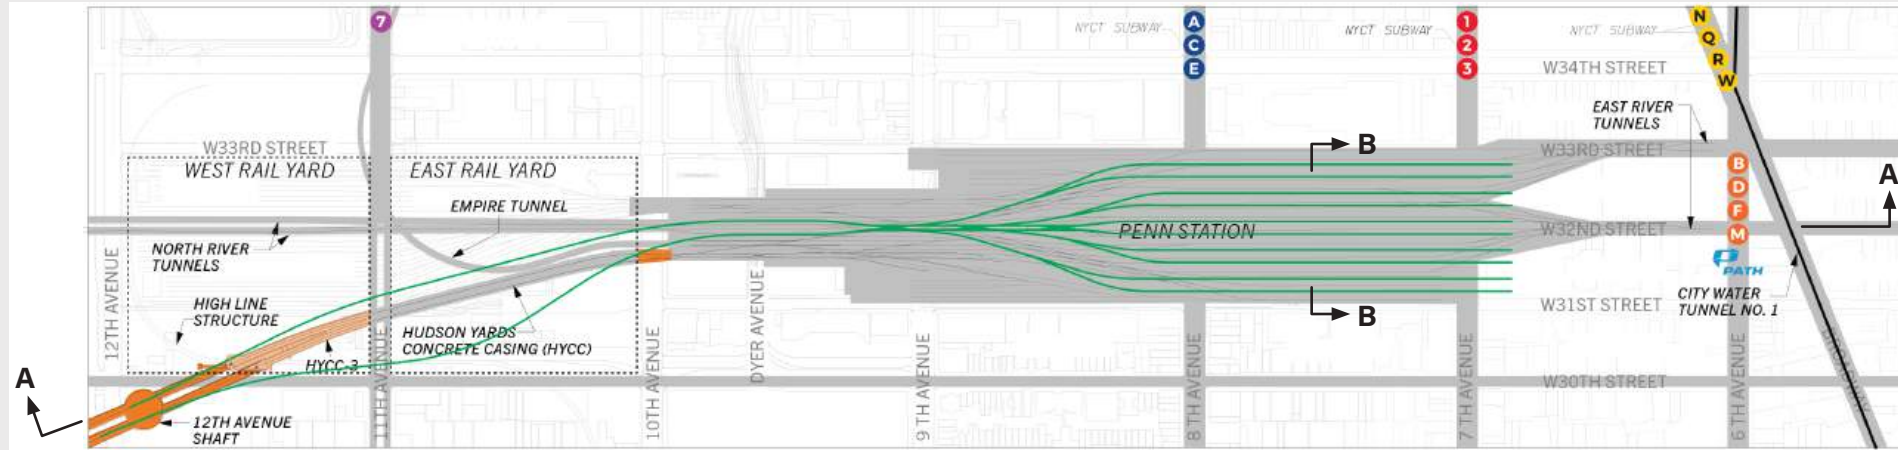 7
NYCT SUBWAY
A
C
E
NYCT SUBWAY
1
2
3
NYCT SUBWAY
N
Q
R
W
W34TH STREET
EAST RIVER
TUNNELS
W33RD STREET
WEST RAIL YARD
EAST RAIL YARD
B
W33RD STREET
B
D
F
M
A
EMPIRE TUNNEL
NORTH RIVER
TUNNELS
PENN STATION
W32ND STREET
PATH
12TH AVENUE
HIGH LINE
STRUCTURE
HUDSON YARDS
CONCRETE CASING (HYCC)
HYCC-3
11TH AVENUE
10TH AVENUE
DYER AVENUE
9TH AVENUE
8TH AVENUE
B
7TH AVENUE
W31ST STREET
CITY WATER
TUNNEL NO. 1
6TH AVENUE
W30TH STREET
A
12TH AVENUE
SHAFT